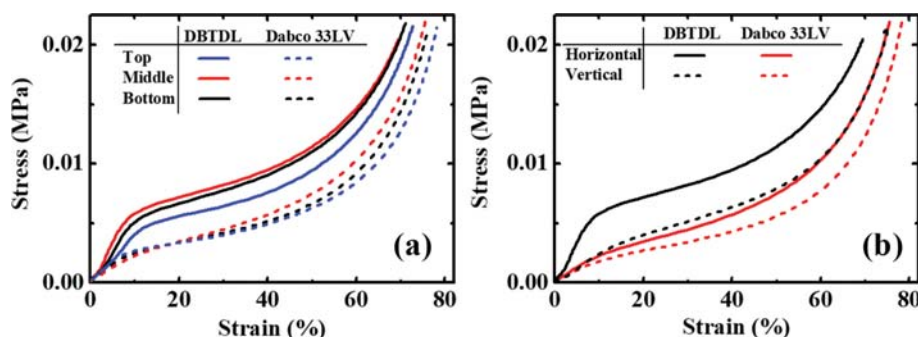 DBTDL Dabco 33LV
Top
Middle
Bottom
0.02
0.01
0.00
Stress (MPa)
(a)
0 20 40 60 80
Strain (%)
DBTDL Dabco 33LV
Horizontal
Vertical
0.02
0.01
0.00
Stress (MPa)
(b)
0 20 40 60 80
Strain (%)